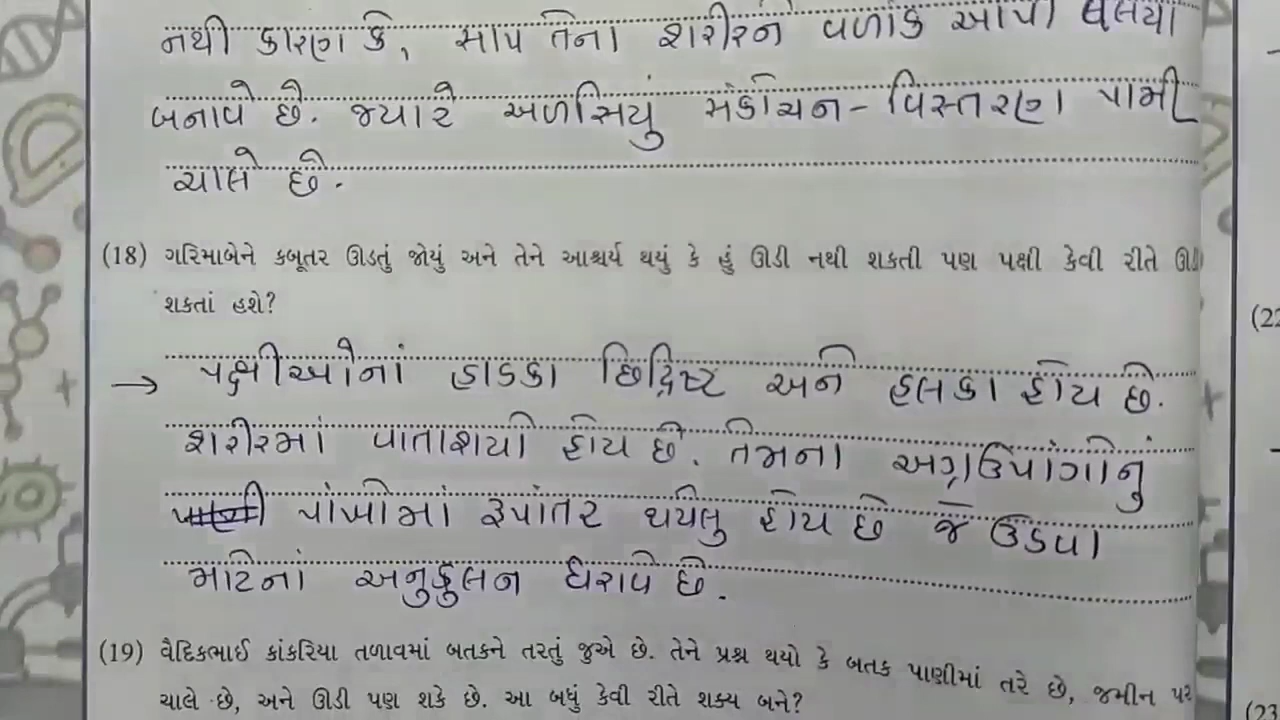 નથી કારણ કે, સાપ તેના શરીરને વળાંક આપી વલયો
બનાવે છે. જ્યારે અળસિયું સંકોચન - વિસ્તરણ પામી
ચાલે છે.
(18) ગરિમાબેને કબૂતર ઊડતું જોયું અને તેને આશ્ચર્ય થયું કે હું ઊડી નથી શકતી પણ પક્ષી કેવી રીતે ઊડી
શકતાં હશે?
→ પક્ષીઓનાં હાડકા છિદ્રિષ્ટ અને હલકા હોય છે.
શરીરમાં વાતાશયો હોય છે. તેમના અગ્રઉપાંગોનું
પાંખોમાં રૂપાંતર થયેલુ હોય છે જે ઉડવા
માટેનાં અનુકુલન ધરાવે છે.
(19) વૈદિકભાઈ કાંકરિયા તળાવમાં બતકને તરતું જુએ છે. તેને પ્રશ્ન થયો કે બતક પાણીમાં તરે છે, જમીન પર
ચાલે છે, અને ઊડી પણ શકે છે. આ બધું કેવી રીતે શક્ય બને?
(22
(23